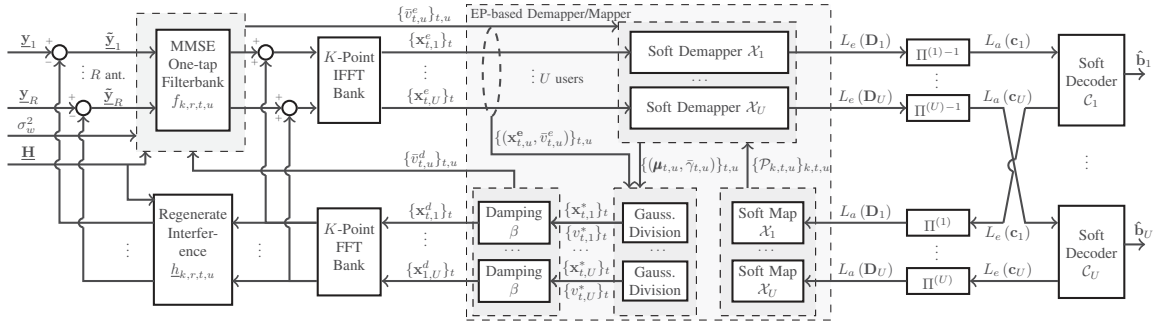 {v̄^e_{t,u}}_{t,u}
EP-based Demapper/Mapper
y_1
ỹ_1
+
−
⋮ R ant.
y_R
ỹ_R
+
−
σ²_w
H
MMSE
One-tap
Filterbank
f_{k,r,t,u}
+
+
+
+
K-Point
IFFT
Bank
{x^e_{t,1}}_t
⋮
{x^e_{t,U}}_t
⋮ U users
Soft Demapper X_1
...
Soft Demapper X_U
L_e(D_1)
⋮
L_e(D_U)
Π^{(1)−1}
⋮
Π^{(U)−1}
L_a(c_1)
L_a(c_U)
Soft
Decoder
C_1
b̂_1
{(x^e_{t,u}, v̄^e_{t,u})}_{t,u}
{v̄^d_{t,u}}_{t,u}
{(μ_{t,u}, γ̄_{t,u})}_{t,u}
{P_{k,t,u}}_{k,t,u}
⋮
Regenerate
Interfer-
ence
h_{k,r,t,u}
⋮
⋮
K-Point
FFT
Bank
{x^d_{t,1}}_t
⋮
{x^d_{1,U}}_t
Damping
β
...
Damping
β
{x^*_{t,1}}_t
{v^*_{t,1}}_t
...
{x^*_{t,U}}_t
{v^*_{t,U}}_t
Gauss.
Division
...
Gauss.
Division
Soft Map
X_1
...
Soft Map
X_U
L_a(D_1)
⋮
L_a(D_U)
Π^{(1)}
⋮
Π^{(U)}
L_e(c_1)
L_e(c_U)
Soft
Decoder
C_U
b̂_U